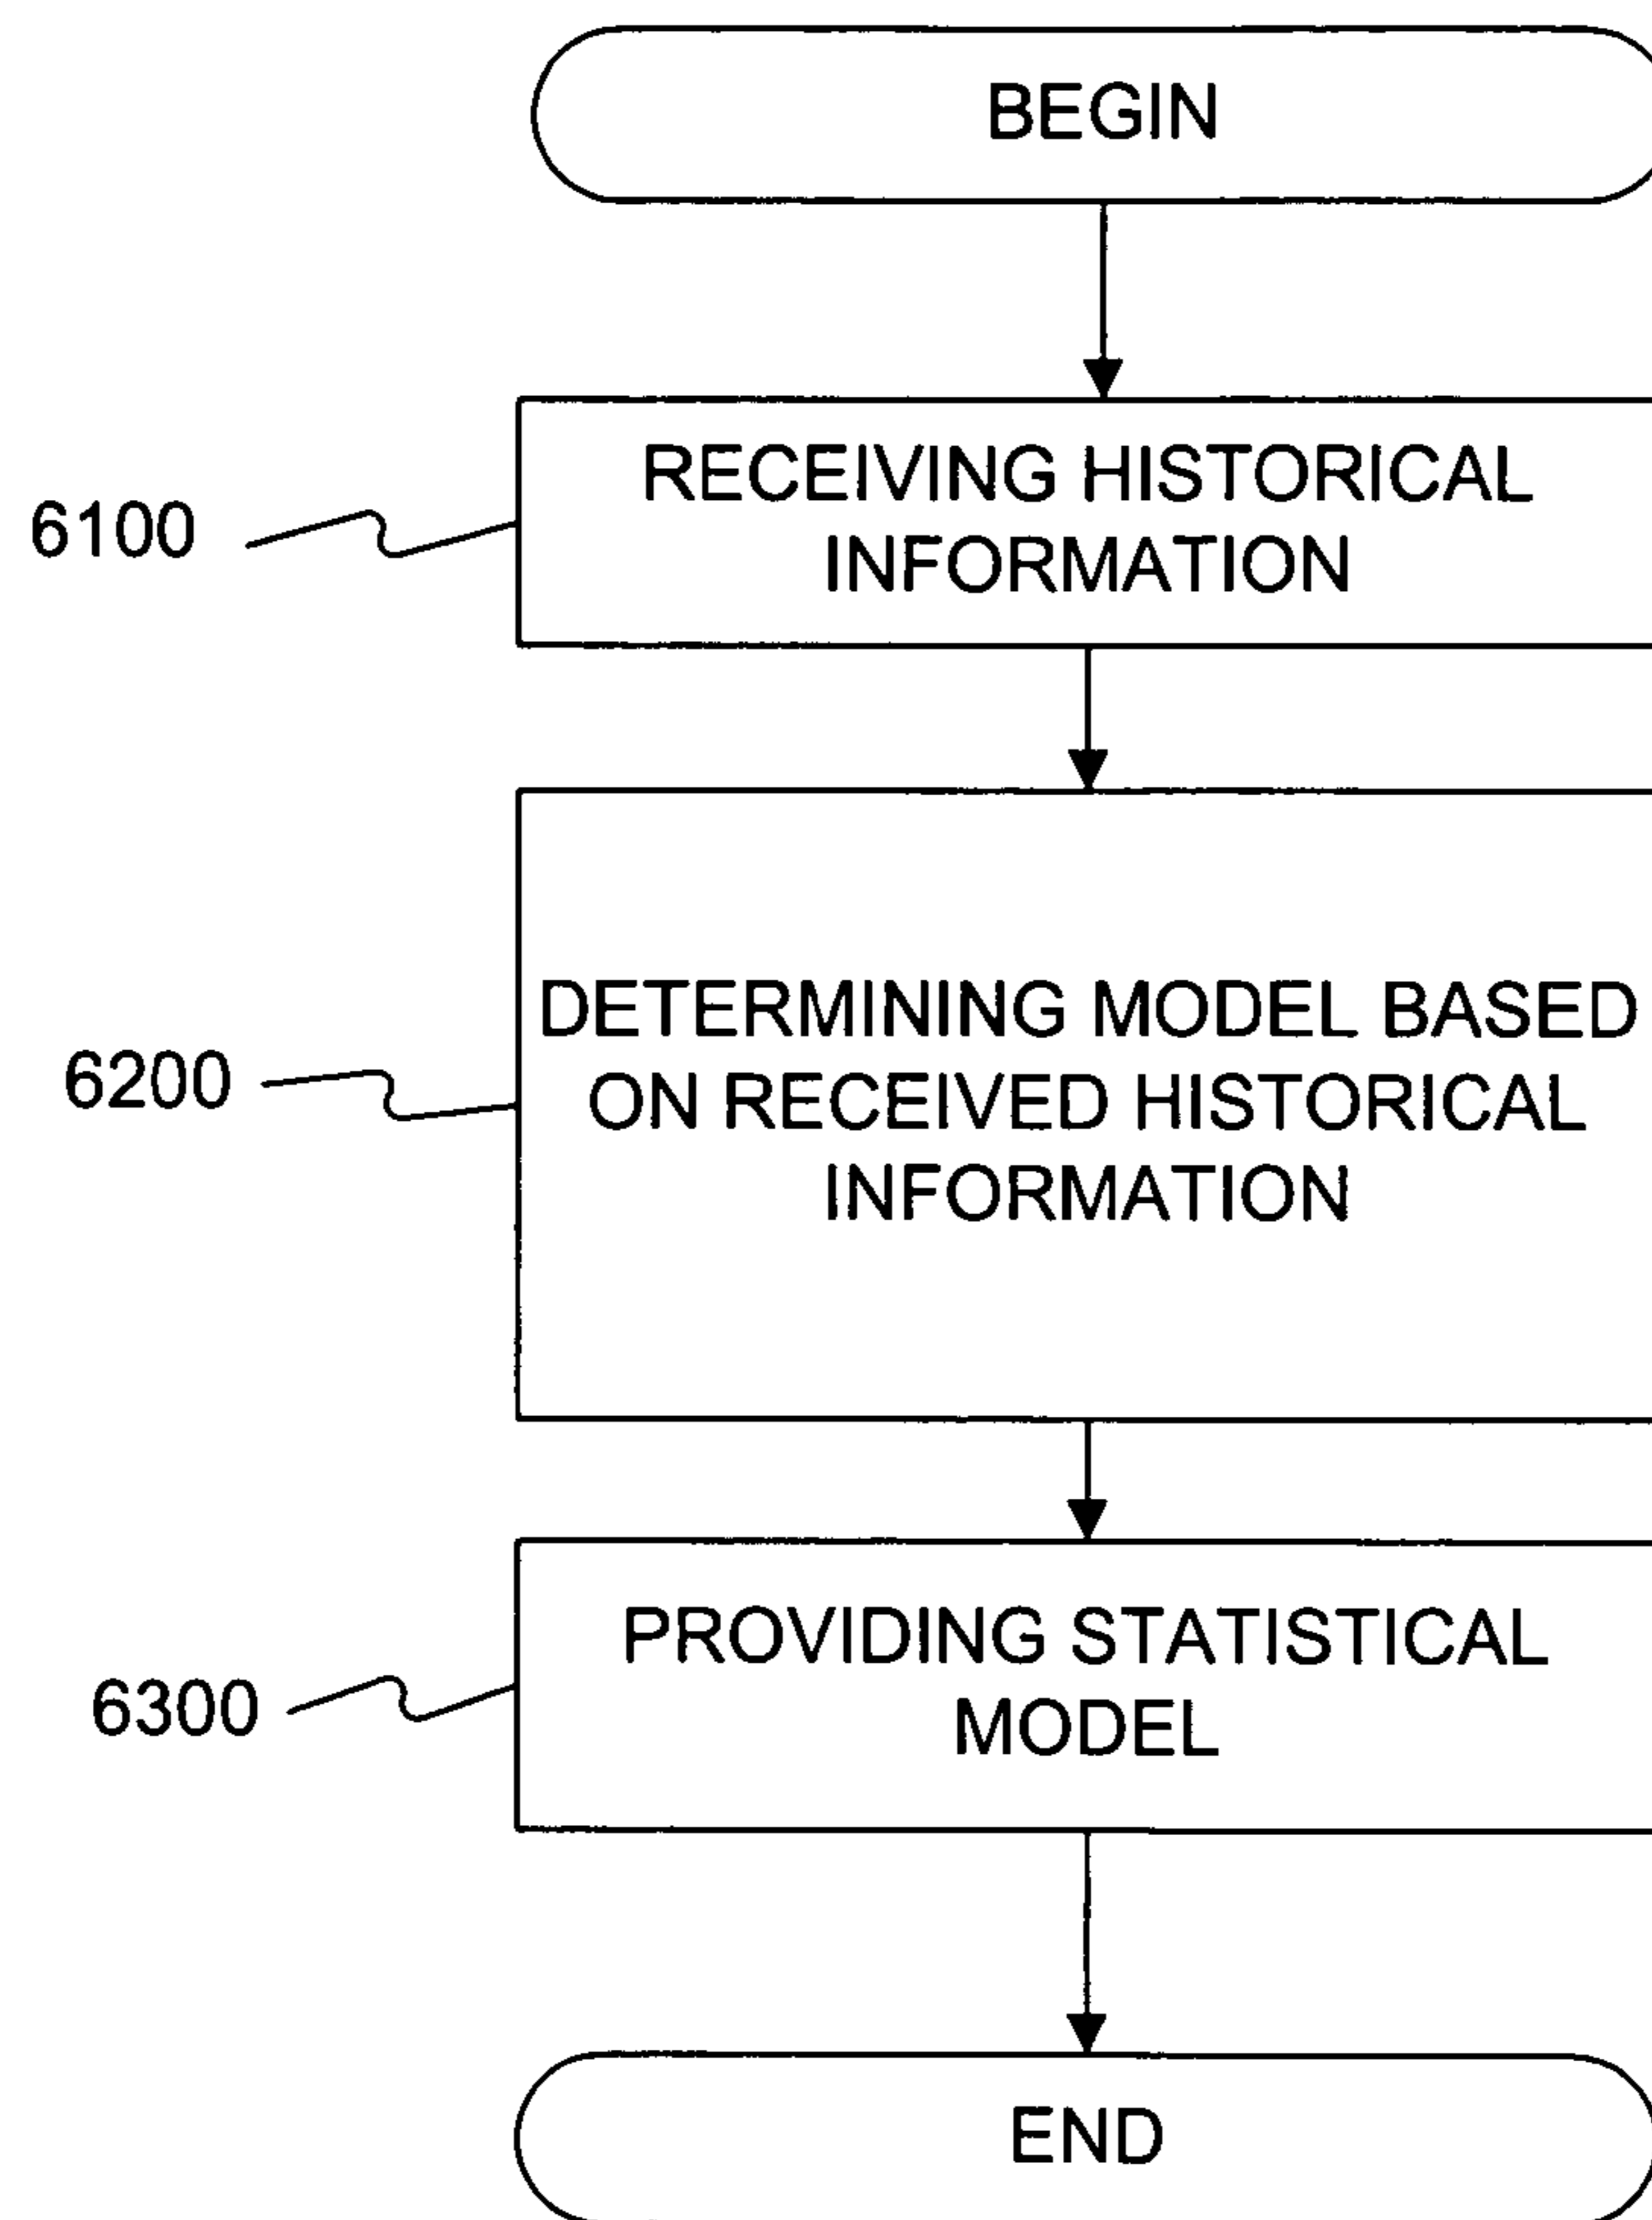 BEGIN
6100
RECEIVING HISTORICAL
INFORMATION
6200
DETERMINING MODEL BASED
ON RECEIVED HISTORICAL
INFORMATION
6300
PROVIDING STATISTICAL
MODEL
END